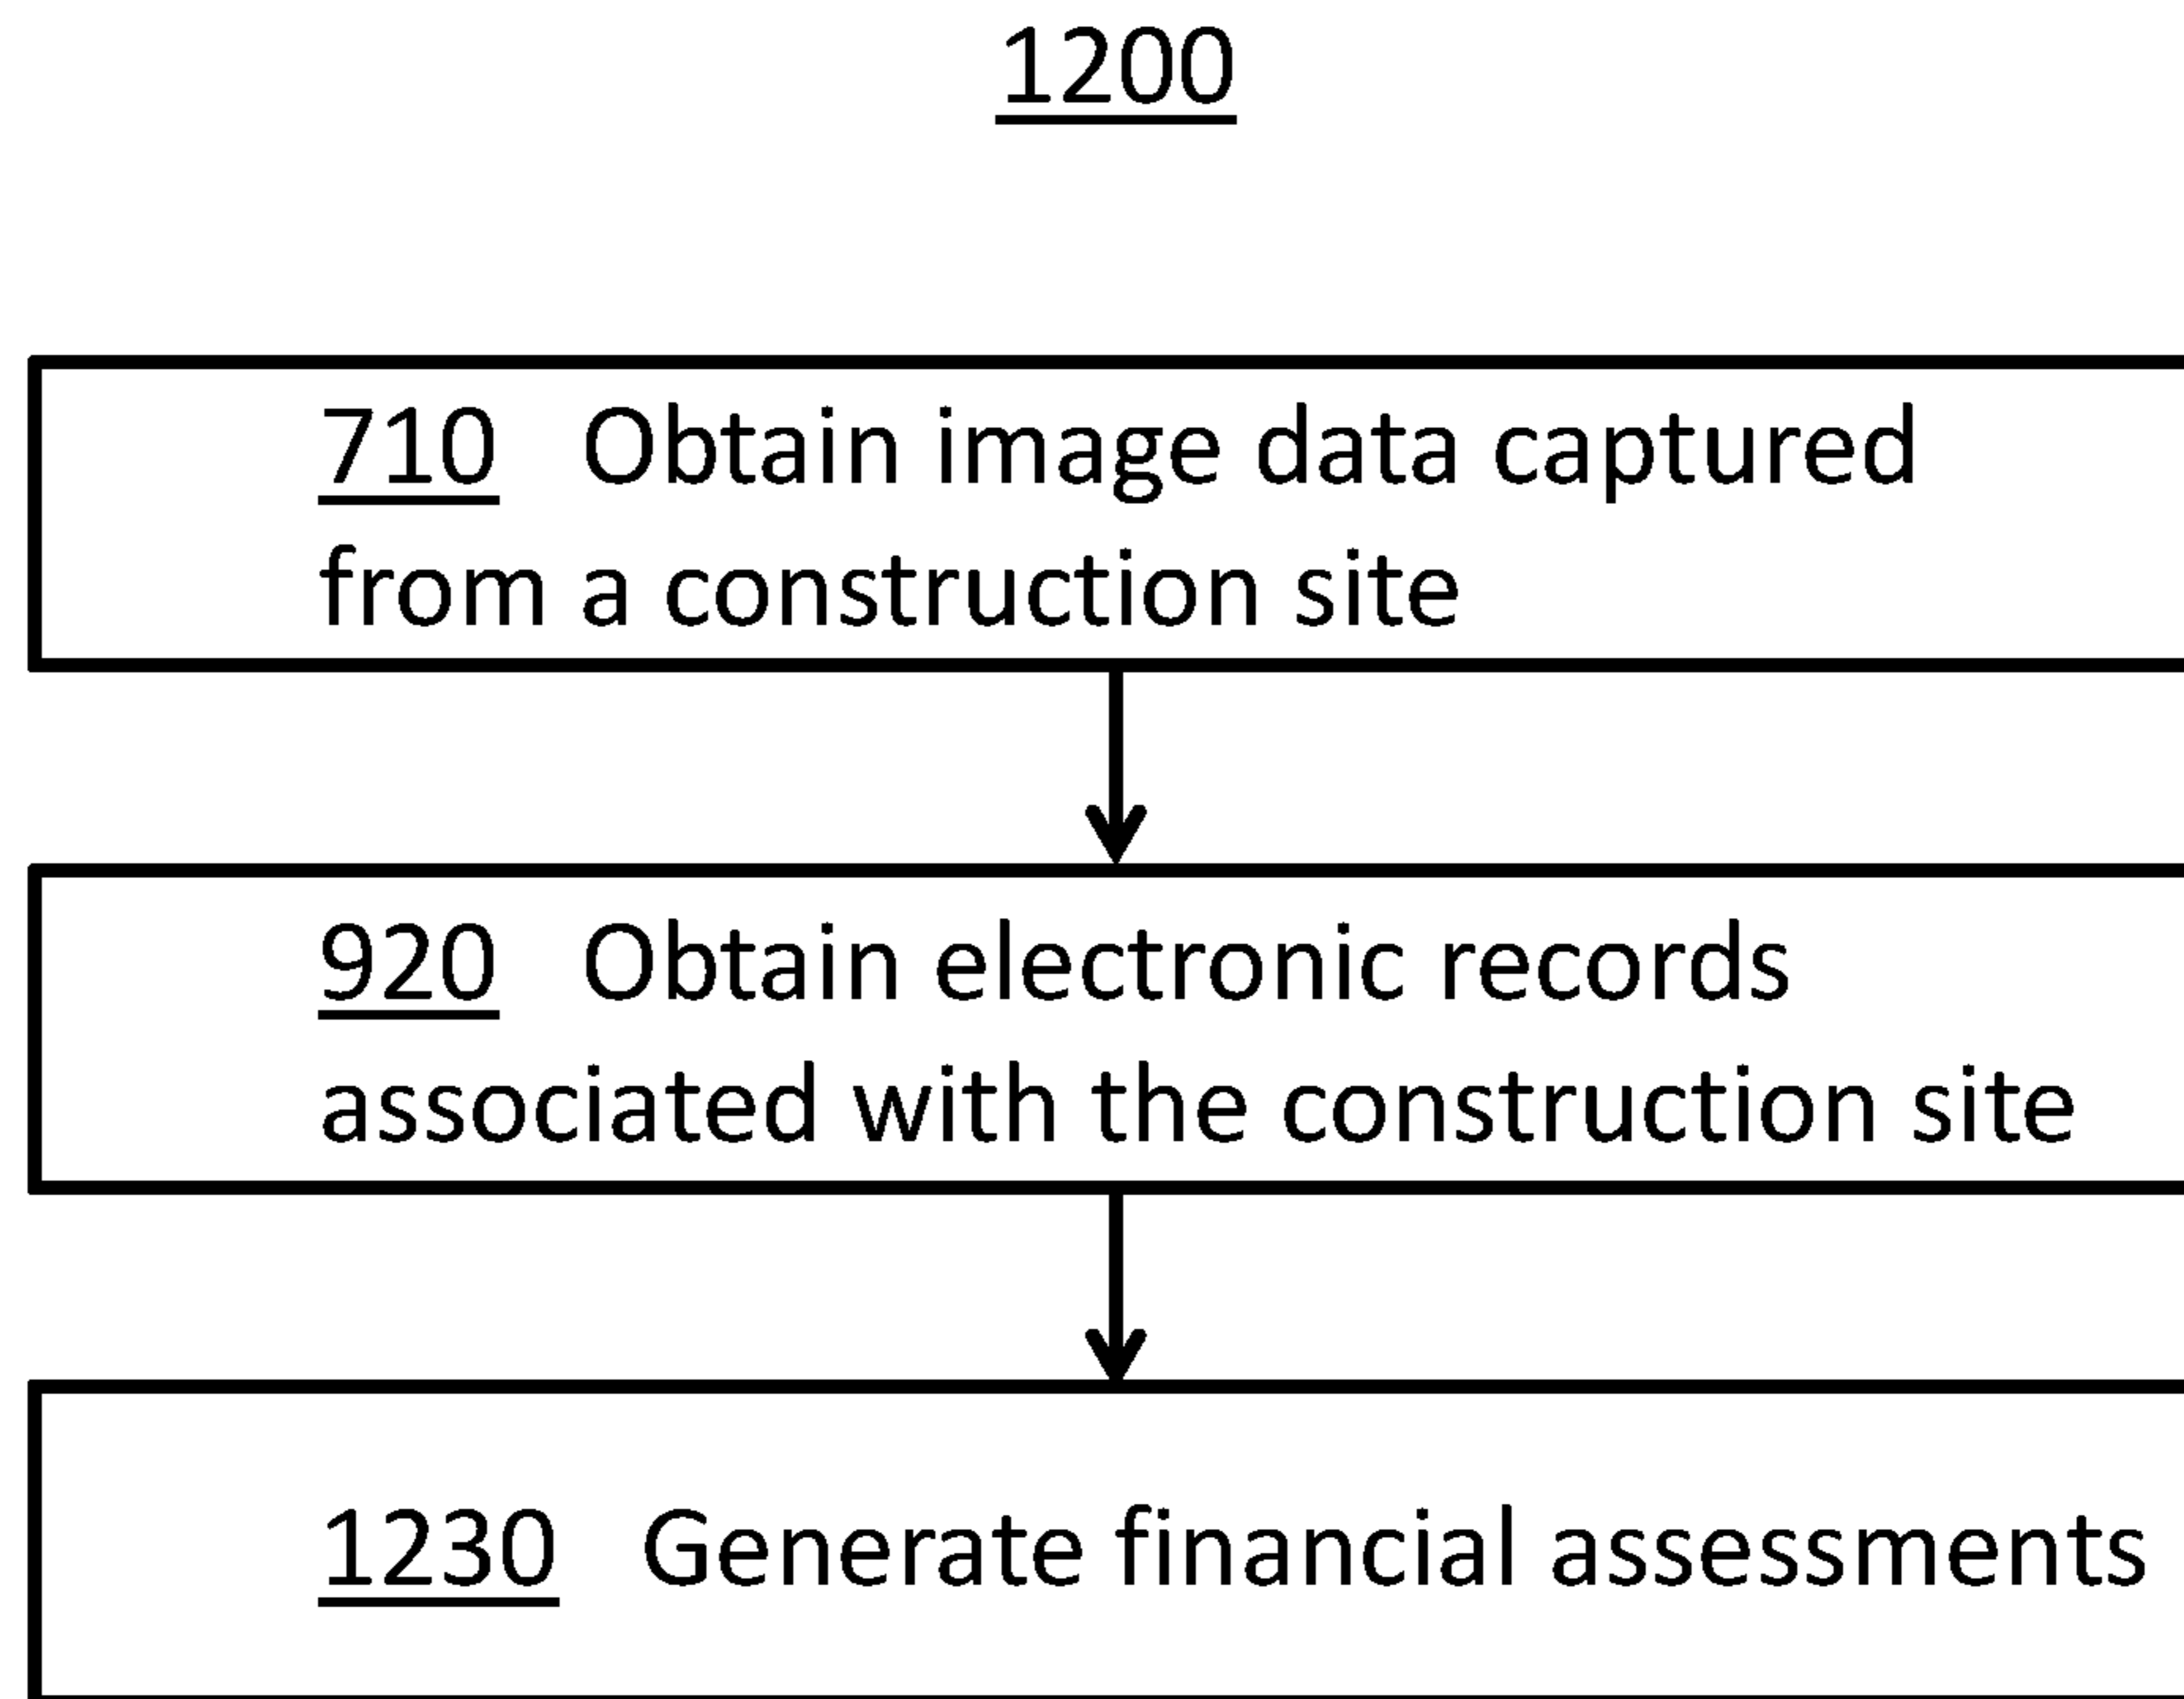 1200
710 Obtain image data captured
from a construction site
920 Obtain electronic records
associated with the construction site
1230 Generate financial assessments